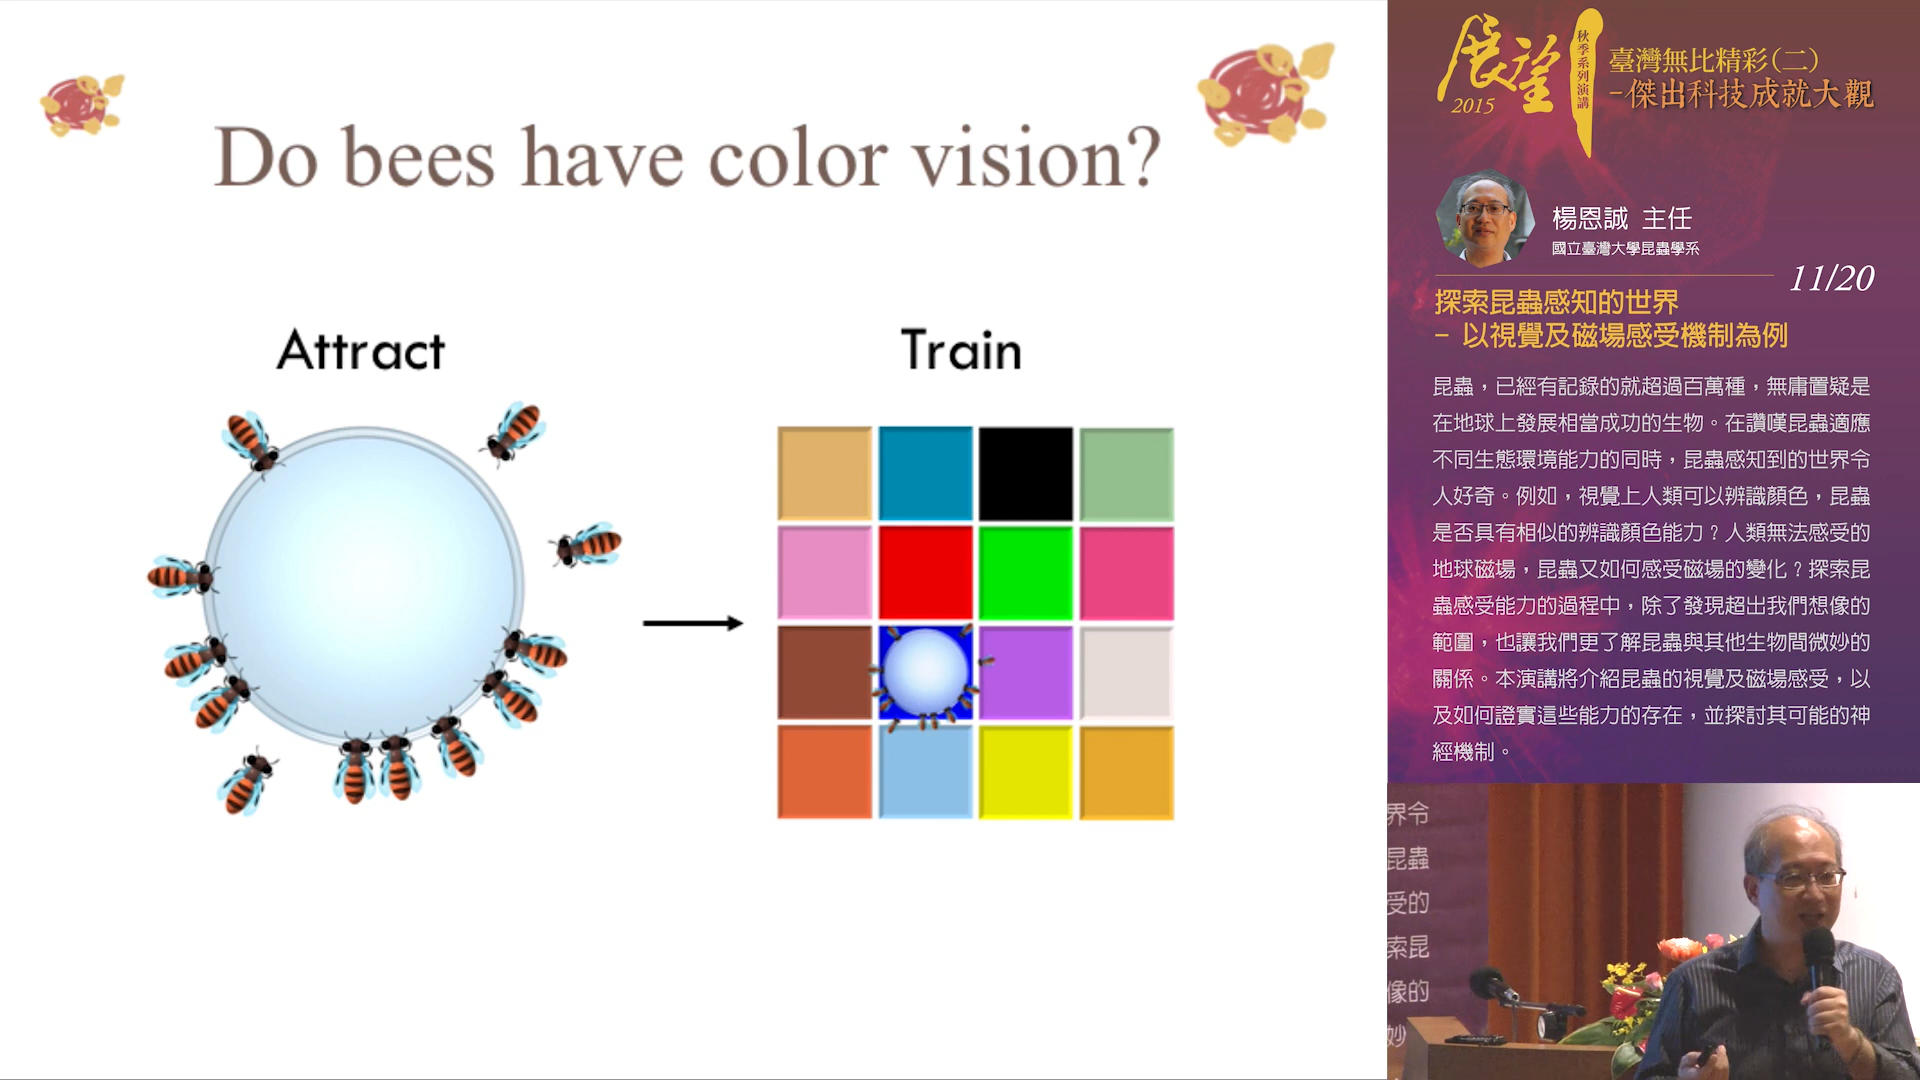 Do bees have color vision?
Attract
Train
展望
2015
秋季系列演講
臺灣無比精彩(二)
-傑出科技成就大觀
楊恩誠 主任
國立臺灣大學昆蟲學系
11/20
探索昆蟲感知的世界
- 以視覺及磁場感受機制為例
昆蟲，已經有記錄的就超過百萬種，無庸置疑是
在地球上發展相當成功的生物。在讚嘆昆蟲適應
不同生態環境能力的同時，昆蟲感知到的世界令
人好奇。例如，視覺上人類可以辨識顏色，昆蟲
是否具有相似的辨識顏色能力？人類無法感受的
地球磁場，昆蟲又如何感受磁場的變化？探索昆
蟲感受能力的過程中，除了發現超出我們想像的
範圍，也讓我們更了解昆蟲與其他生物間微妙的
關係。本演講將介紹昆蟲的視覺及磁場感受，以
及如何證實這些能力的存在，並探討其可能的神
經機制。
界令
昆蟲
受的
索昆
像的
妙